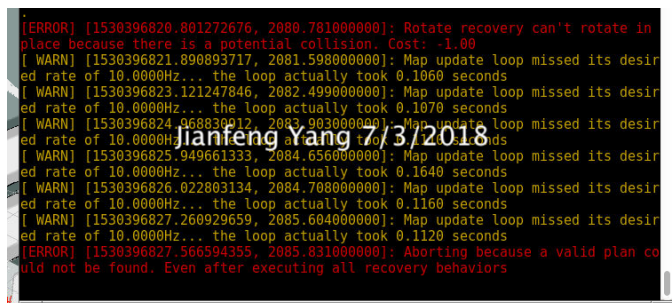 [ERROR] [1530396820.801272676, 2080.781000000]: Rotate recovery can't rotate in
place because there is a potential collision. Cost: -1.00
[ WARN] [1530396821.890893717, 2081.598000000]: Map update loop missed its desir
ed rate of 10.0000Hz... the loop actually took 0.1060 seconds
[ WARN] [1530396823.121247846, 2082.499000000]: Map update loop missed its desir
ed rate of 10.0000Hz... the loop actually took 0.1070 seconds
[ WARN] [1530396824.968830912, 2083.903000000]: Map update loop missed its desir
Jianfeng Yang 7/3/2018
ed rate of 10.0000Hz... the loop actually took seconds
[ WARN] [1530396825.949661333, 2084.656000000]: Map update loop missed its desir
ed rate of 10.0000Hz... the loop actually took 0.1640 seconds
[ WARN] [1530396826.022803134, 2084.708000000]: Map update loop missed its desir
ed rate of 10.0000Hz... the loop actually took 0.1160 seconds
[ WARN] [1530396827.260929659, 2085.604000000]: Map update loop missed its desir
ed rate of 10.0000Hz... the loop actually took 0.1120 seconds
[ERROR] [1530396827.566594355, 2085.831000000]: Aborting because a valid plan co
uld not be found. Even after executing all recovery behaviors